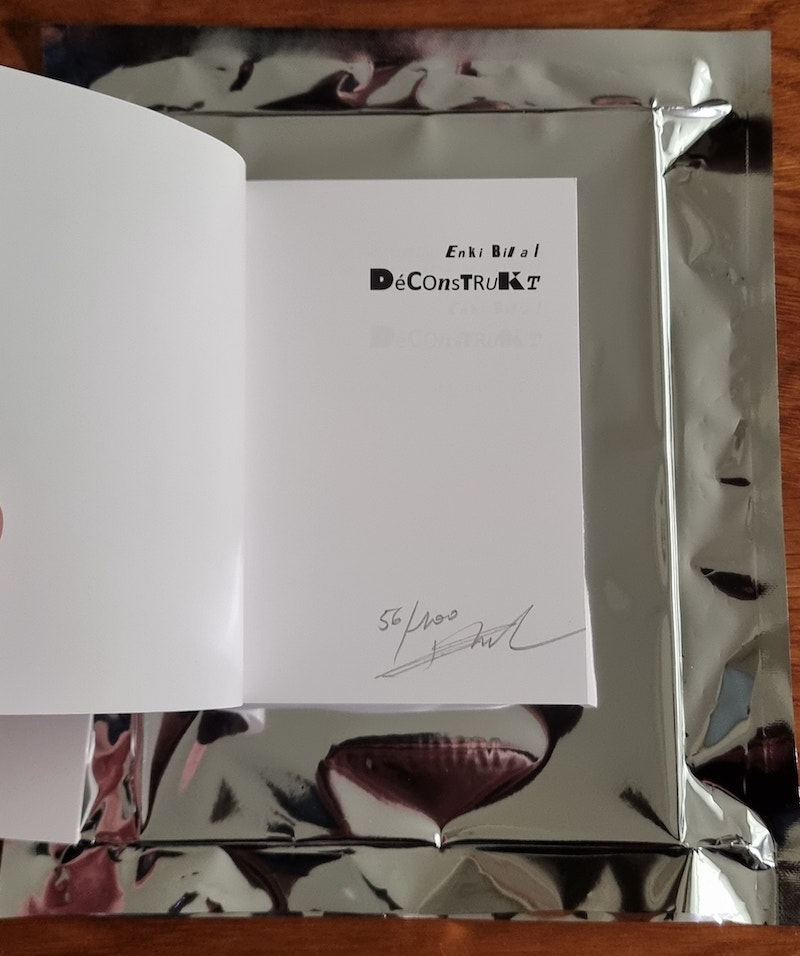 Enki Bilal
DéCOnsTRuKT
56/100